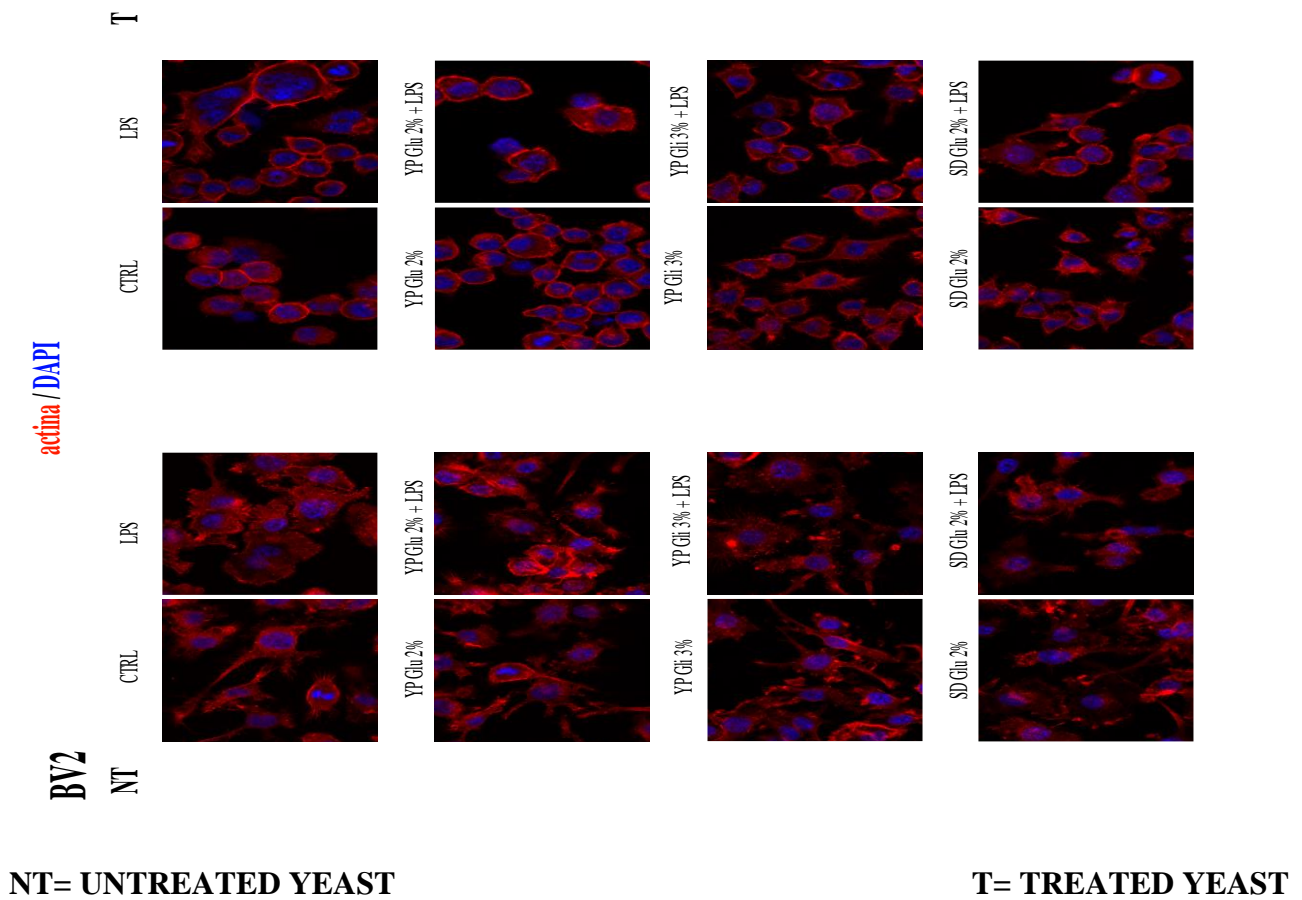 BV2
actina / DAPI
NT
T
CTRL
LPS
CTRL
LPS
YP Glu 2%
YP Glu 2% + LPS
YP Glu 2%
YP Glu 2% + LPS
YP Gli 3%
YP Gli 3% + LPS
YP Gli 3%
YP Gli 3% + LPS
SD Glu 2%
SD Glu 2% + LPS
SD Glu 2%
SD Glu 2% + LPS
NT= UNTREATED YEAST
T= TREATED YEAST